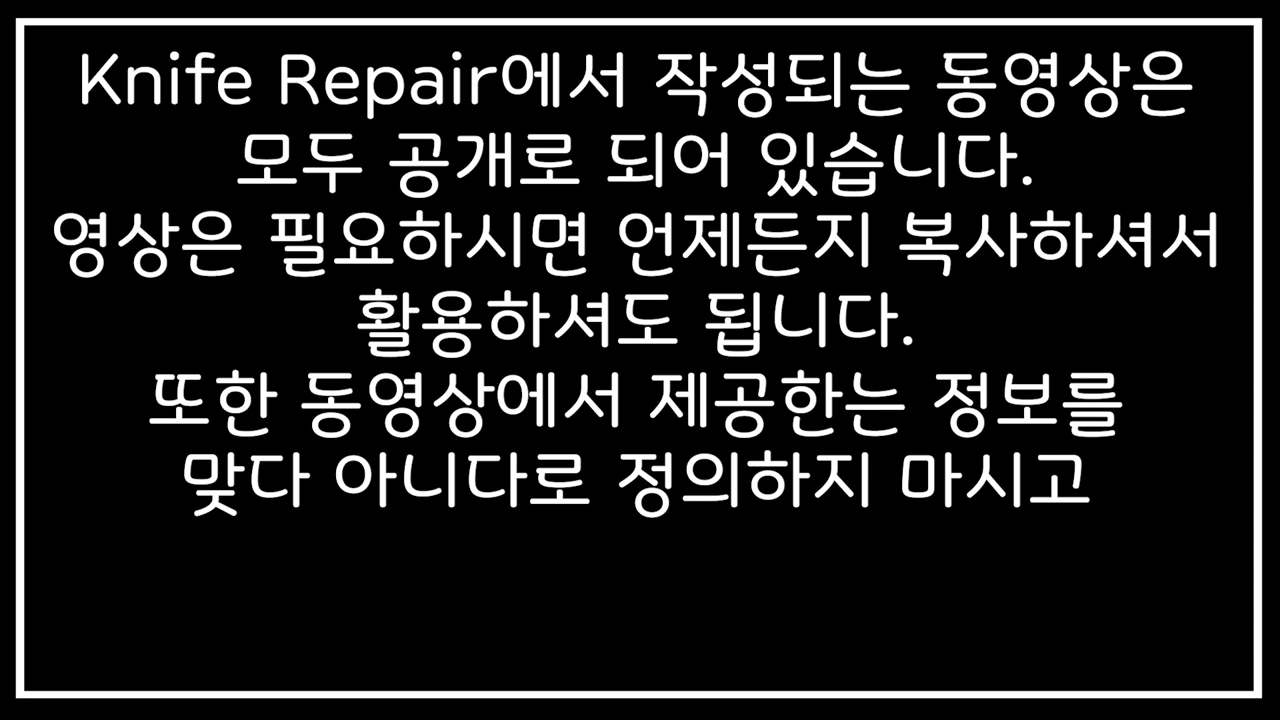 Knife Repair에서 작성되는 동영상은
모두 공개로 되어 있습니다.
영상은 필요하시면 언제든지 복사하셔서
활용하셔도 됩니다.
또한 동영상에서 제공한는 정보를
맞다 아니다로 정의하지 마시고